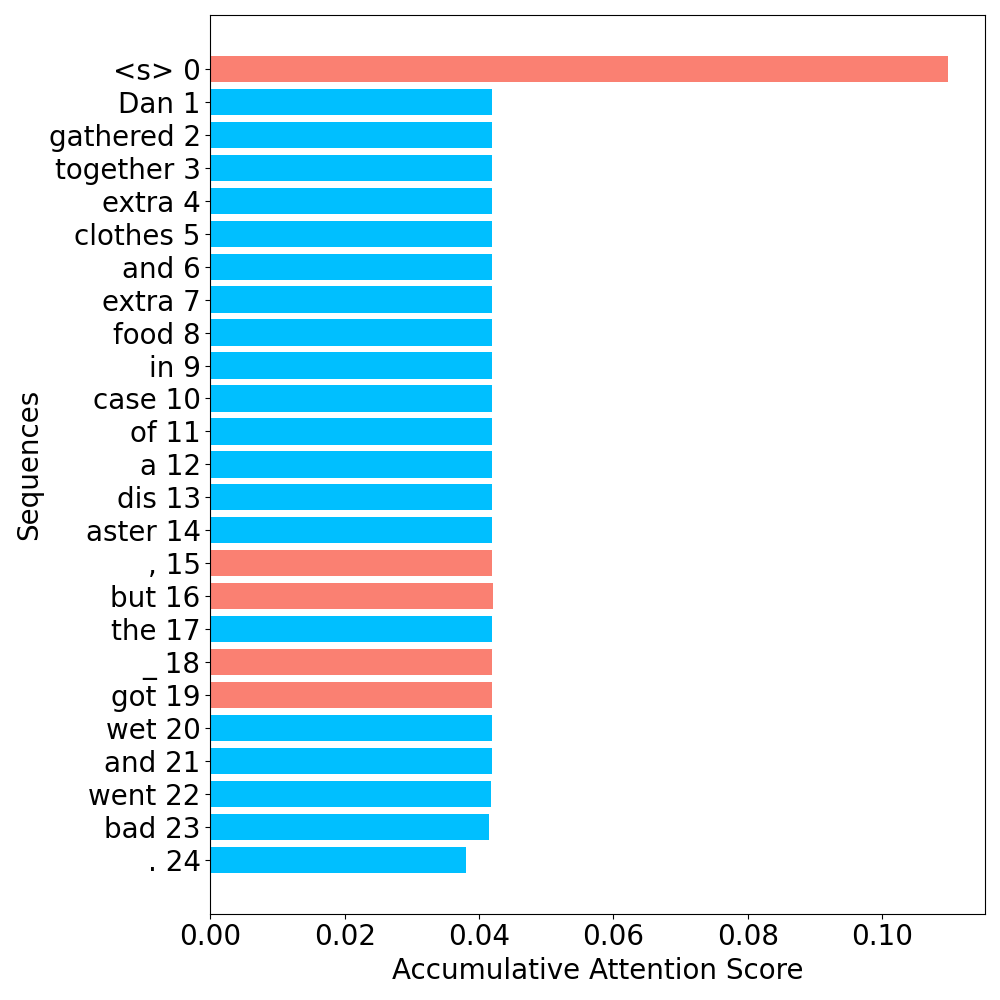 <s> 0
Dan 1
gathered 2
together 3
extra 4
clothes 5
and 6
extra 7
food 8
in 9
case 10
of 11
a 12
dis 13
aster 14
, 15
but 16
the 17
_ 18
got 19
wet 20
and 21
went 22
bad 23
. 24
Sequences
0.00 0.02 0.04 0.06 0.08 0.10
Accumulative Attention Score